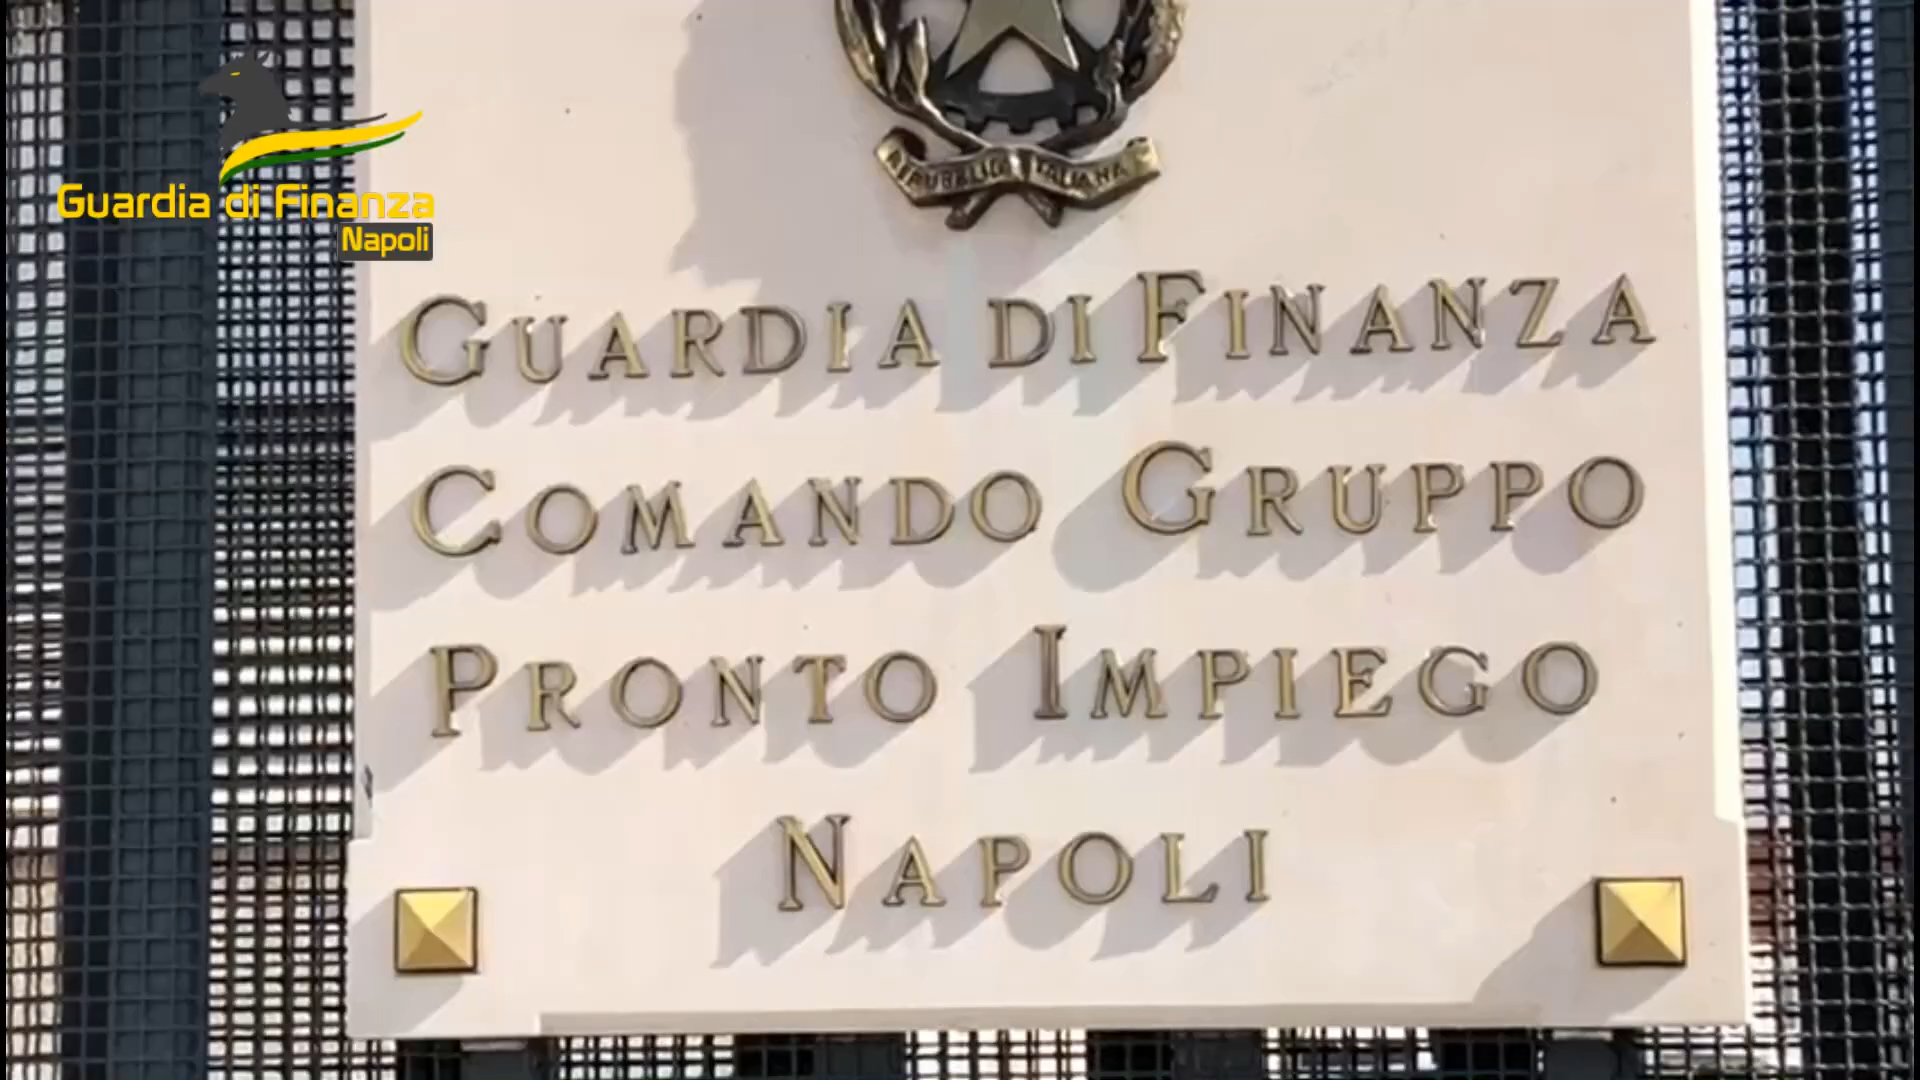 Guardia di Finanza
Napoli
REPUBBLICA ITALIANA
GUARDIA DI FINANZA
COMANDO GRUPPO
PRONTO IMPIEGO
NAPOLI